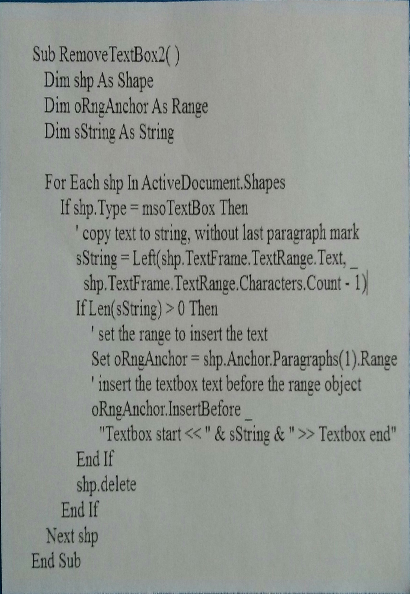 Sub RemoveTextBox2( )
Dim shp As Shape
Dim oRngAnchor As Range
Dim sString As String
For Each shp In ActiveDocument.Shapes
If shp.Type = msoTextBox Then
' copy text to string, without last paragraph mark
sString = Left(shp.TextFrame.TextRange.Text, _
shp.TextFrame.TextRange.Characters.Count - 1)
If Len(sString) > 0 Then
' set the range to insert the text
Set oRngAnchor = shp.Anchor.Paragraphs(1).Range
' insert the textbox text before the range object
oRngAnchor.InsertBefore _
"Textbox start << " & sString & " >> Textbox end"
End If
shp.delete
End If
Next shp
End Sub